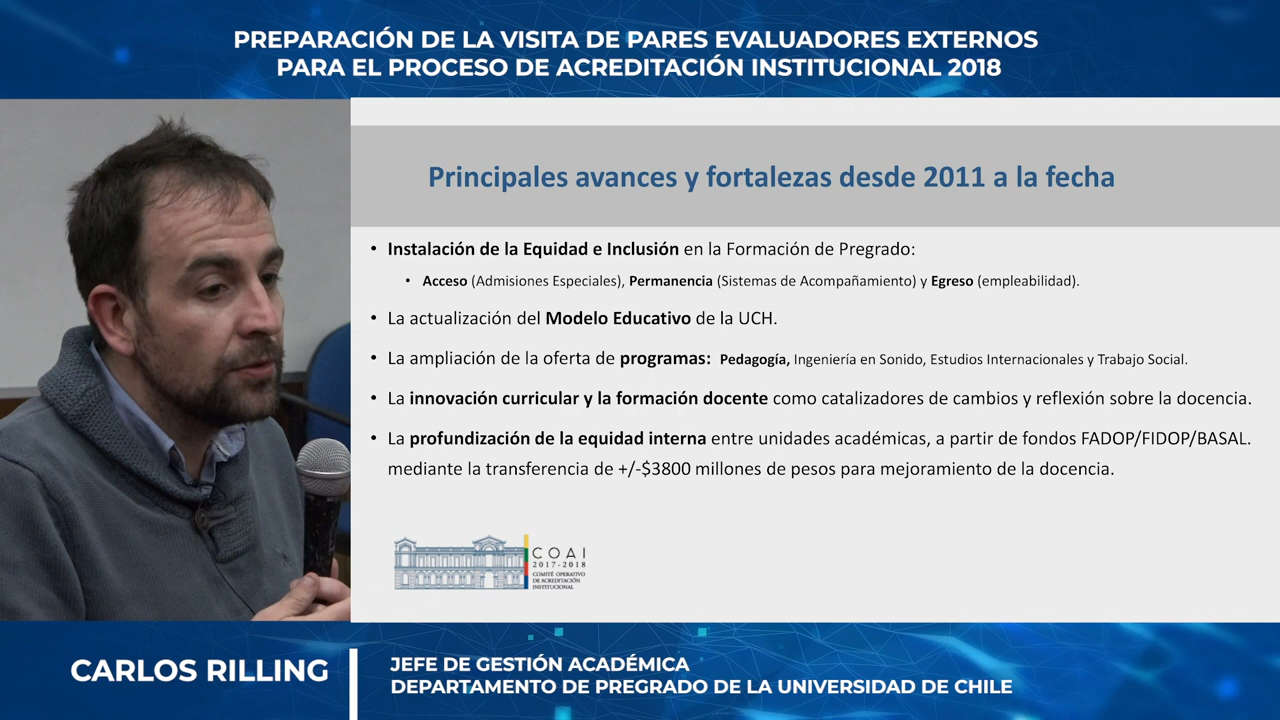 PREPARACIÓN DE LA VISITA DE PARES EVALUADORES EXTERNOS
PARA EL PROCESO DE ACREDITACIÓN INSTITUCIONAL 2018
Principales avances y fortalezas desde 2011 a la fecha
• Instalación de la Equidad e Inclusión en la Formación de Pregrado:
• Acceso (Admisiones Especiales), Permanencia (Sistemas de Acompañamiento) y Egreso (empleabilidad).
• La actualización del Modelo Educativo de la UCH.
• La ampliación de la oferta de programas: Pedagogía, Ingeniería en Sonido, Estudios Internacionales y Trabajo Social.
• La innovación curricular y la formación docente como catalizadores de cambios y reflexión sobre la docencia.
• La profundización de la equidad interna entre unidades académicas, a partir de fondos FADOP/FIDOP/BASAL.
mediante la transferencia de +/-$3800 millones de pesos para mejoramiento de la docencia.
COAI
2017-2018
COMITÉ OPERATIVO
DE ACREDITACIÓN
INSTITUCIONAL
CARLOS RILLING
JEFE DE GESTIÓN ACADÉMICA
DEPARTAMENTO DE PREGRADO DE LA UNIVERSIDAD DE CHILE